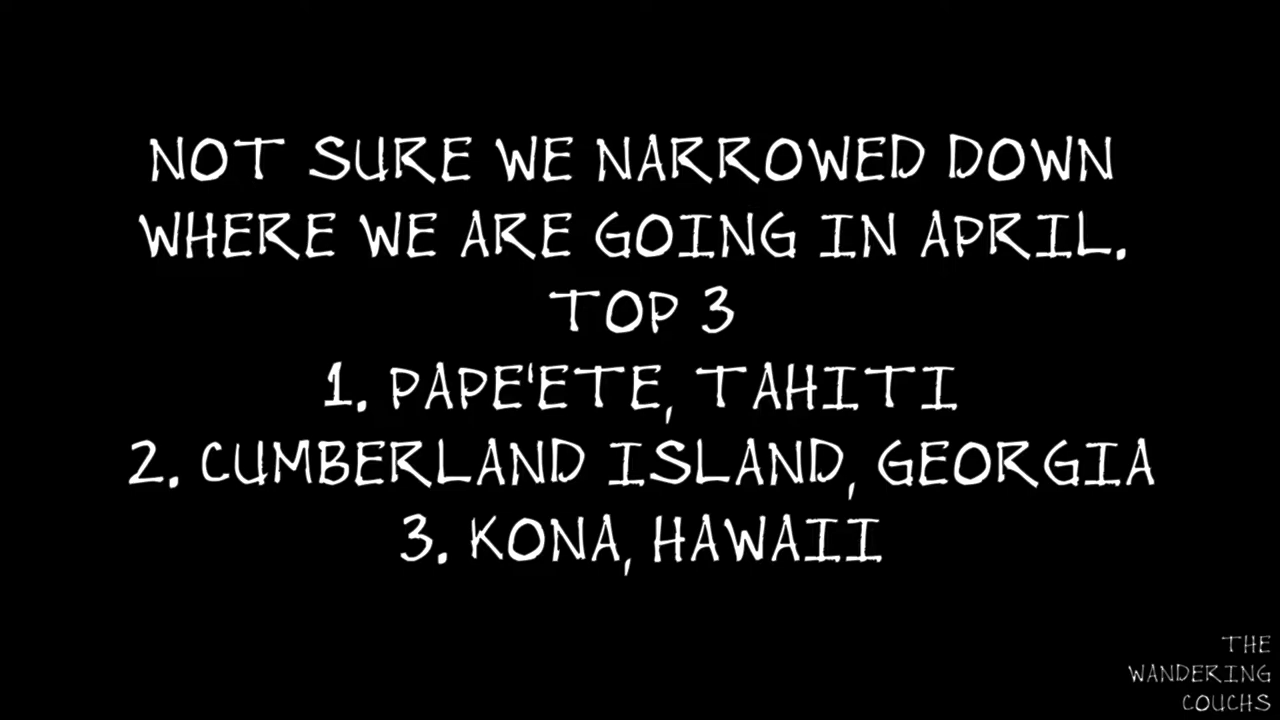 NOT SURE WE NARROWED DOWN
WHERE WE ARE GOING IN APRIL.
TOP 3
1. PAPE'ETE, TAHITI
2. CUMBERLAND ISLAND, GEORGIA
3. KONA, HAWAII
THE
WANDERING
COUCHS